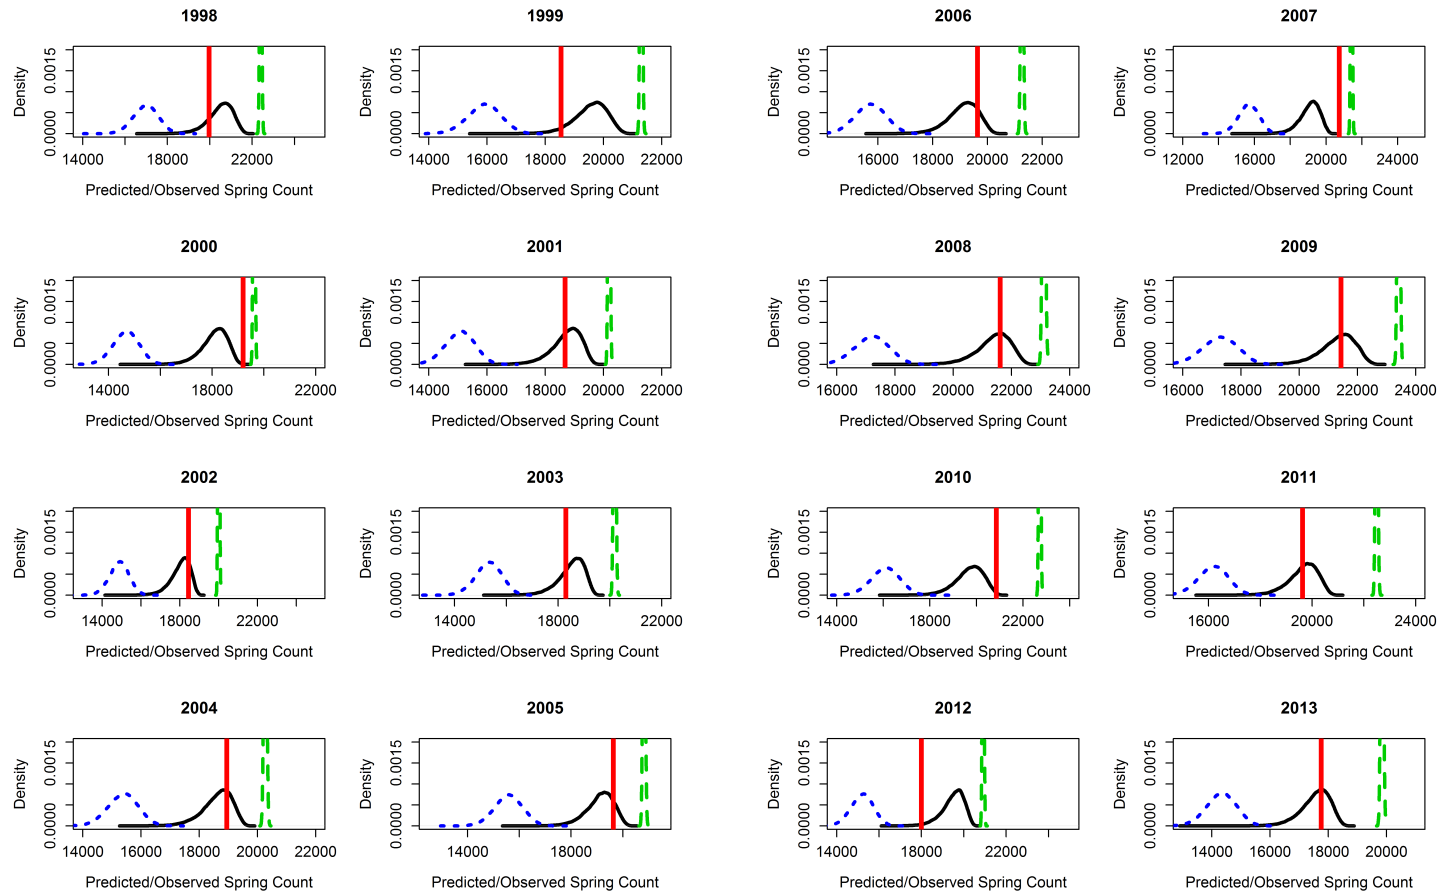 1998
Density
0.0000 0.0015
14000 16000 18000 20000 22000
Predicted/Observed Spring Count
1999
Density
0.0000 0.0015
14000 16000 18000 20000 22000
Predicted/Observed Spring Count
2006
Density
0.0000 0.0015
16000 18000 20000 22000
Predicted/Observed Spring Count
2007
Density
0.0000 0.0015
12000 16000 20000 24000
Predicted/Observed Spring Count
2000
Density
0.0000 0.0015
14000 18000 22000
Predicted/Observed Spring Count
2001
Density
0.0000 0.0015
14000 16000 18000 20000 22000
Predicted/Observed Spring Count
2008
Density
0.0000 0.0015
16000 18000 20000 22000 24000
Predicted/Observed Spring Count
2009
Density
0.0000 0.0015
16000 18000 20000 22000 24000
Predicted/Observed Spring Count
2002
Density
0.0000 0.0015
14000 18000 22000
Predicted/Observed Spring Count
2003
Density
0.0000 0.0015
14000 16000 18000 20000 22000
Predicted/Observed Spring Count
2010
Density
0.0000 0.0015
14000 18000 22000
Predicted/Observed Spring Count
2011
Density
0.0000 0.0015
16000 20000 24000
Predicted/Observed Spring Count
2004
Density
0.0000 0.0015
14000 16000 18000 20000 22000
Predicted/Observed Spring Count
2005
Density
0.0000 0.0015
14000 18000
Predicted/Observed Spring Count
2012
Density
0.0000 0.0015
14000 18000 22000
Predicted/Observed Spring Count
2013
Density
0.0000 0.0015
14000 16000 18000 20000
Predicted/Observed Spring Count